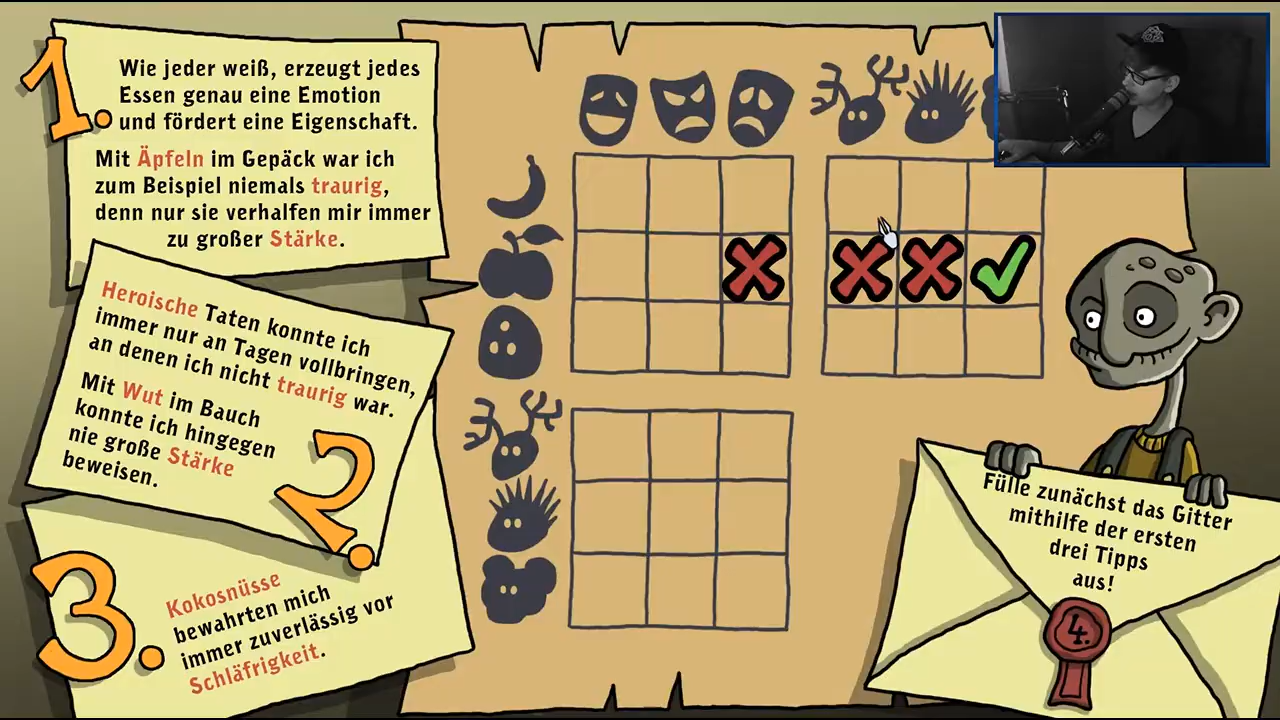 1.
Wie jeder weiß, erzeugt jedes
Essen genau eine Emotion
und fördert eine Eigenschaft.
Mit Äpfeln im Gepäck war ich
zum Beispiel niemals traurig,
denn nur sie verhalfen mir immer
zu großer Stärke.
Heroische Taten konnte ich
immer nur an Tagen vollbringen,
an denen ich nicht traurig war.
Mit Wut im Bauch
konnte ich hingegen
nie große Stärke
beweisen.
2.
3.
Kokosnüsse
bewahrten mich
immer zuverlässig vor
Schläfrigkeit.
Fülle zunächst das Gitter
mithilfe der ersten
drei Tipps
aus!
4.